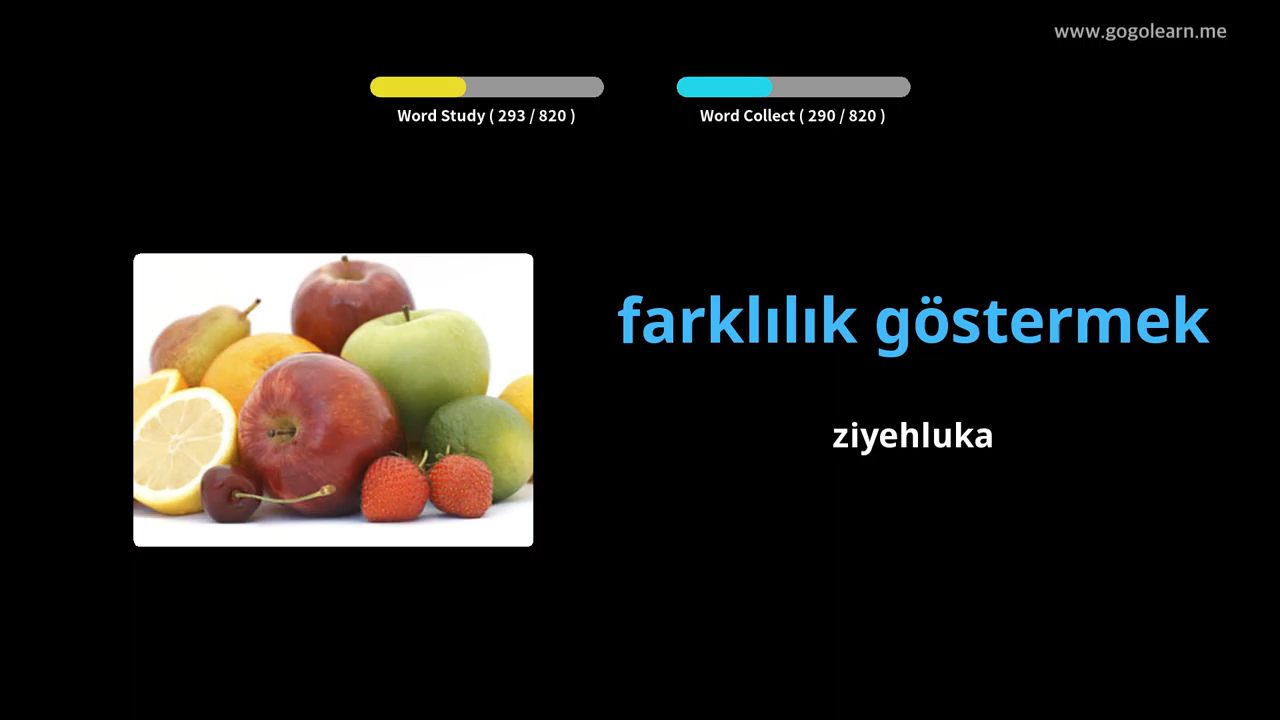 www.gogolearn.me
Word Study ( 293 / 820 )
Word Collect ( 290 / 820 )
farklılık göstermek
ziyehluka